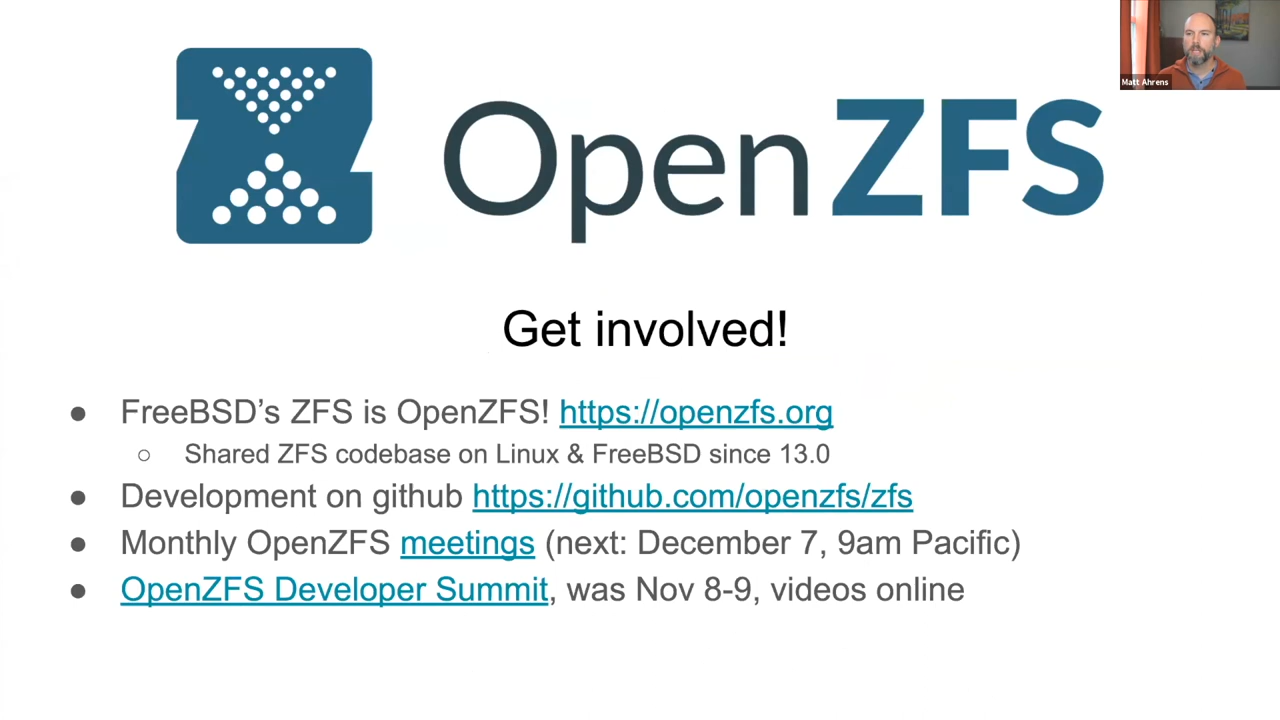 Matt Ahrens
OpenZFS
Get involved!
● FreeBSD’s ZFS is OpenZFS! https://openzfs.org
○ Shared ZFS codebase on Linux & FreeBSD since 13.0
● Development on github https://github.com/openzfs/zfs
● Monthly OpenZFS meetings (next: December 7, 9am Pacific)
● OpenZFS Developer Summit, was Nov 8-9, videos online